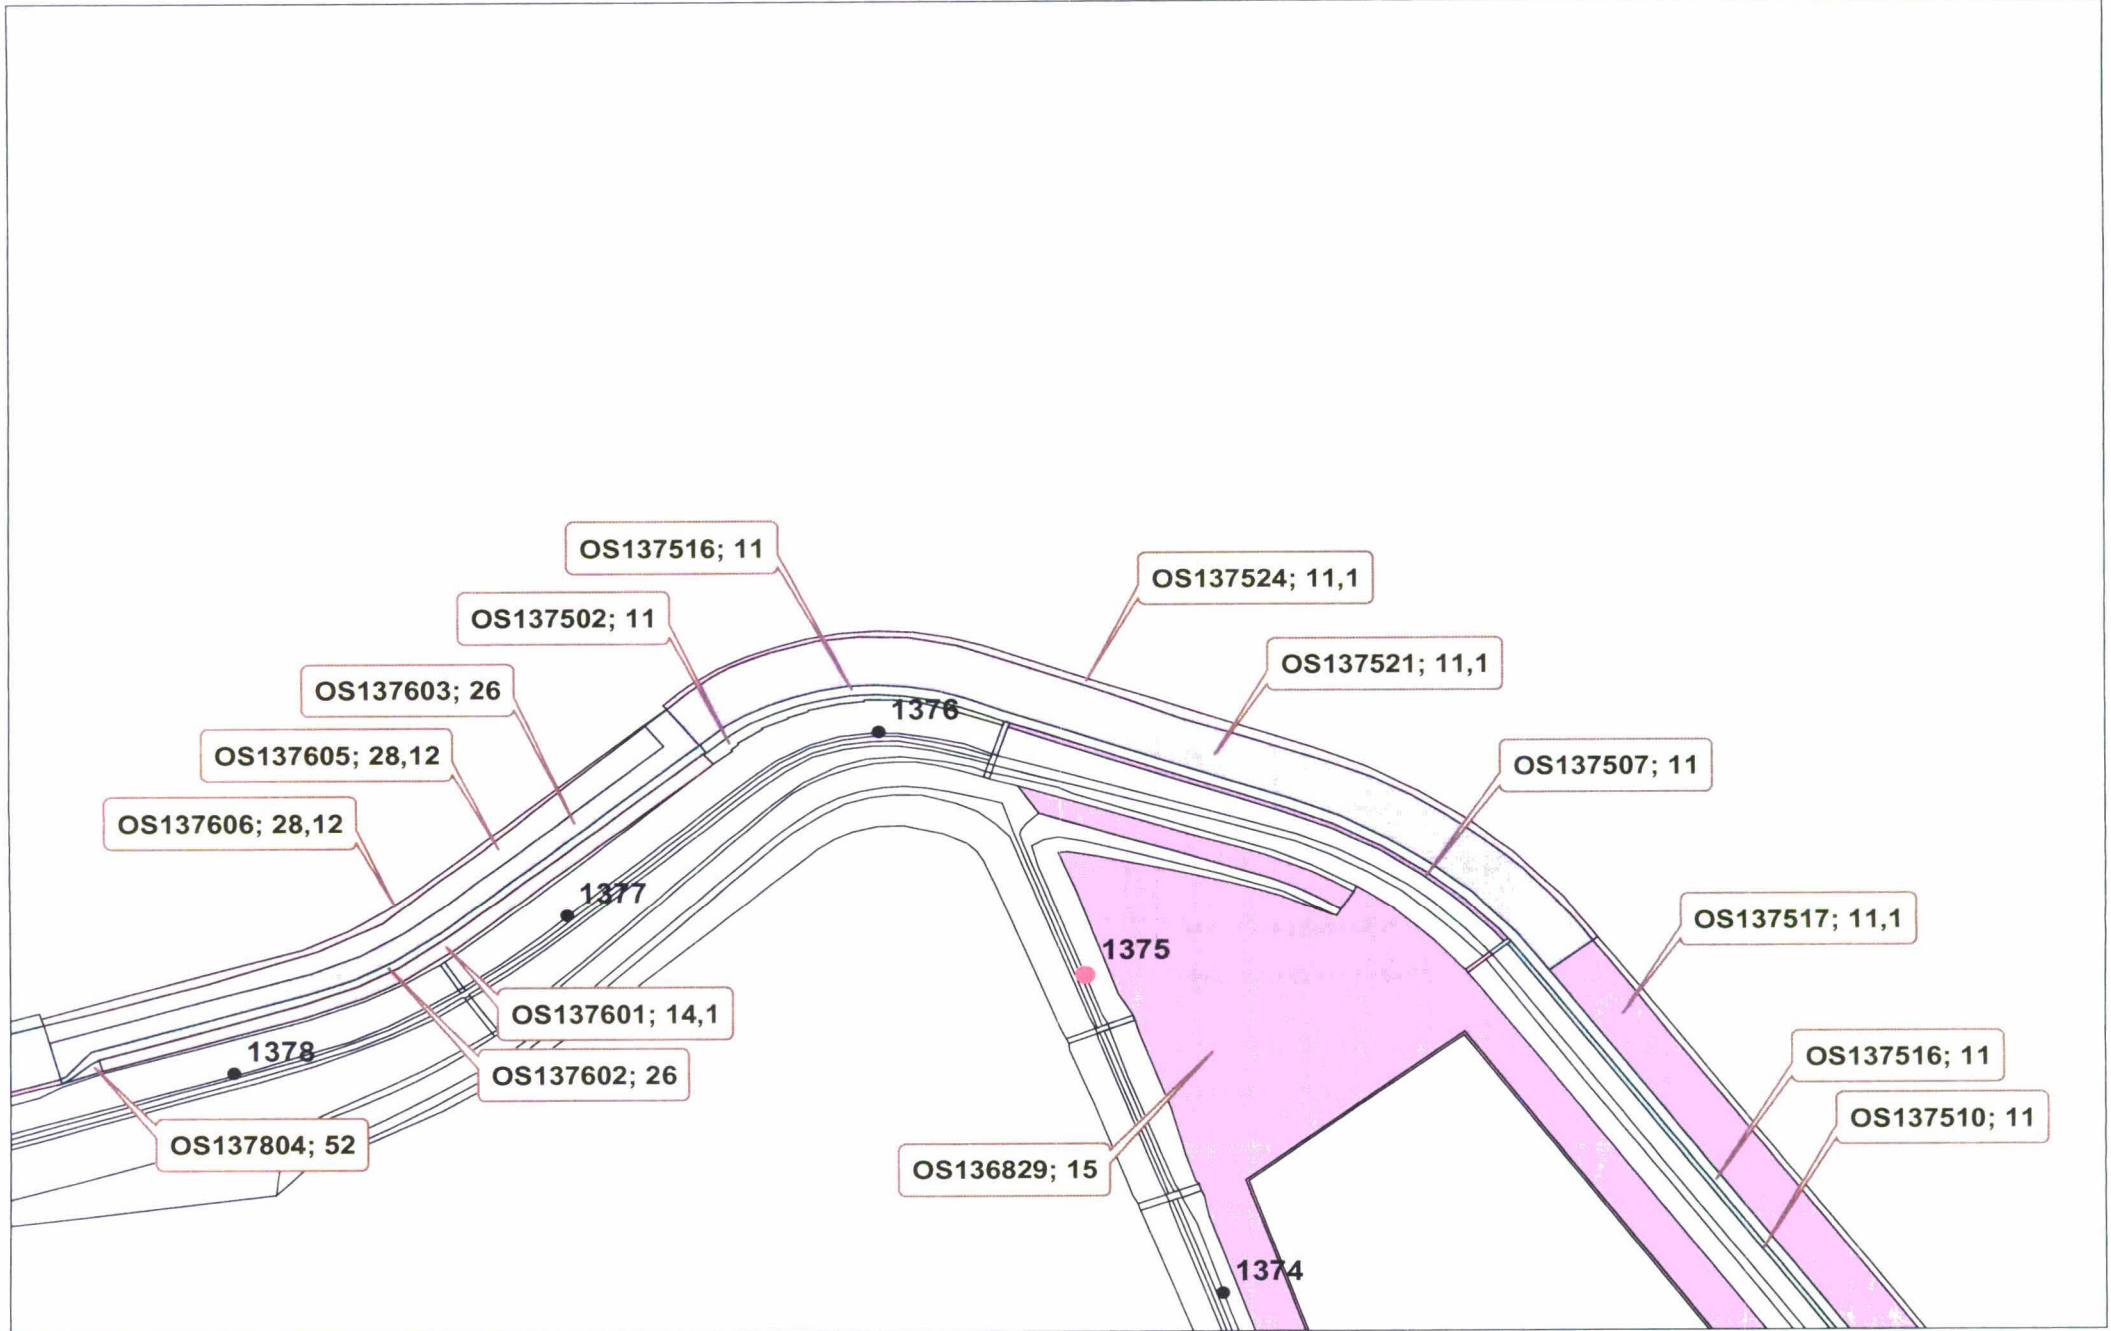 OS137516; 11
OS137524; 11,1
OS137502; 11
OS137521; 11,1
OS137603; 26
1376
OS137605; 28,12
OS137507; 11
OS137606; 28,12
1377
OS137517; 11,1
1375
OS137601; 14,1
1378
OS137516; 11
OS137602; 26
OS137510; 11
OS137804; 52
OS136829; 15
1374